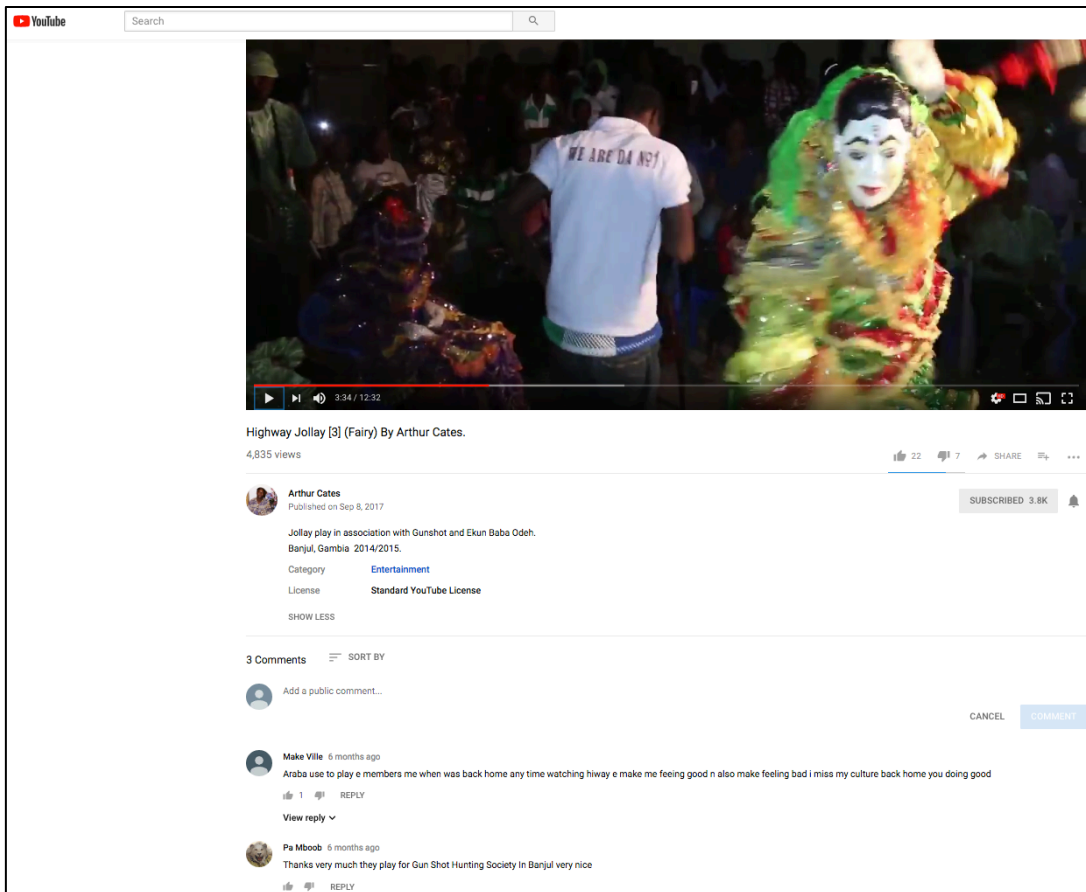 YouTube
Search
WE ARE DA Nº1
3:34 / 12:32
Highway Jollay [3] (Fairy) By Arthur Cates.
4,835 views
22 7 SHARE
Arthur Cates
Published on Sep 8, 2017
SUBSCRIBED 3.8K
Jollay play in association with Gunshot and Ekun Baba Odeh.
Banjul, Gambia 2014/2015.
Category Entertainment
License Standard YouTube License
SHOW LESS
3 Comments SORT BY
Add a public comment...
CANCEL COMMENT
Make Ville 6 months ago
Araba use to play e members me when was back home any time watching hiway e make me feeing good n also make feeling bad i miss my culture back home you doing good
1 REPLY
View reply
Pa Mboob 6 months ago
Thanks very much they play for Gun Shot Hunting Society In Banjul very nice
REPLY